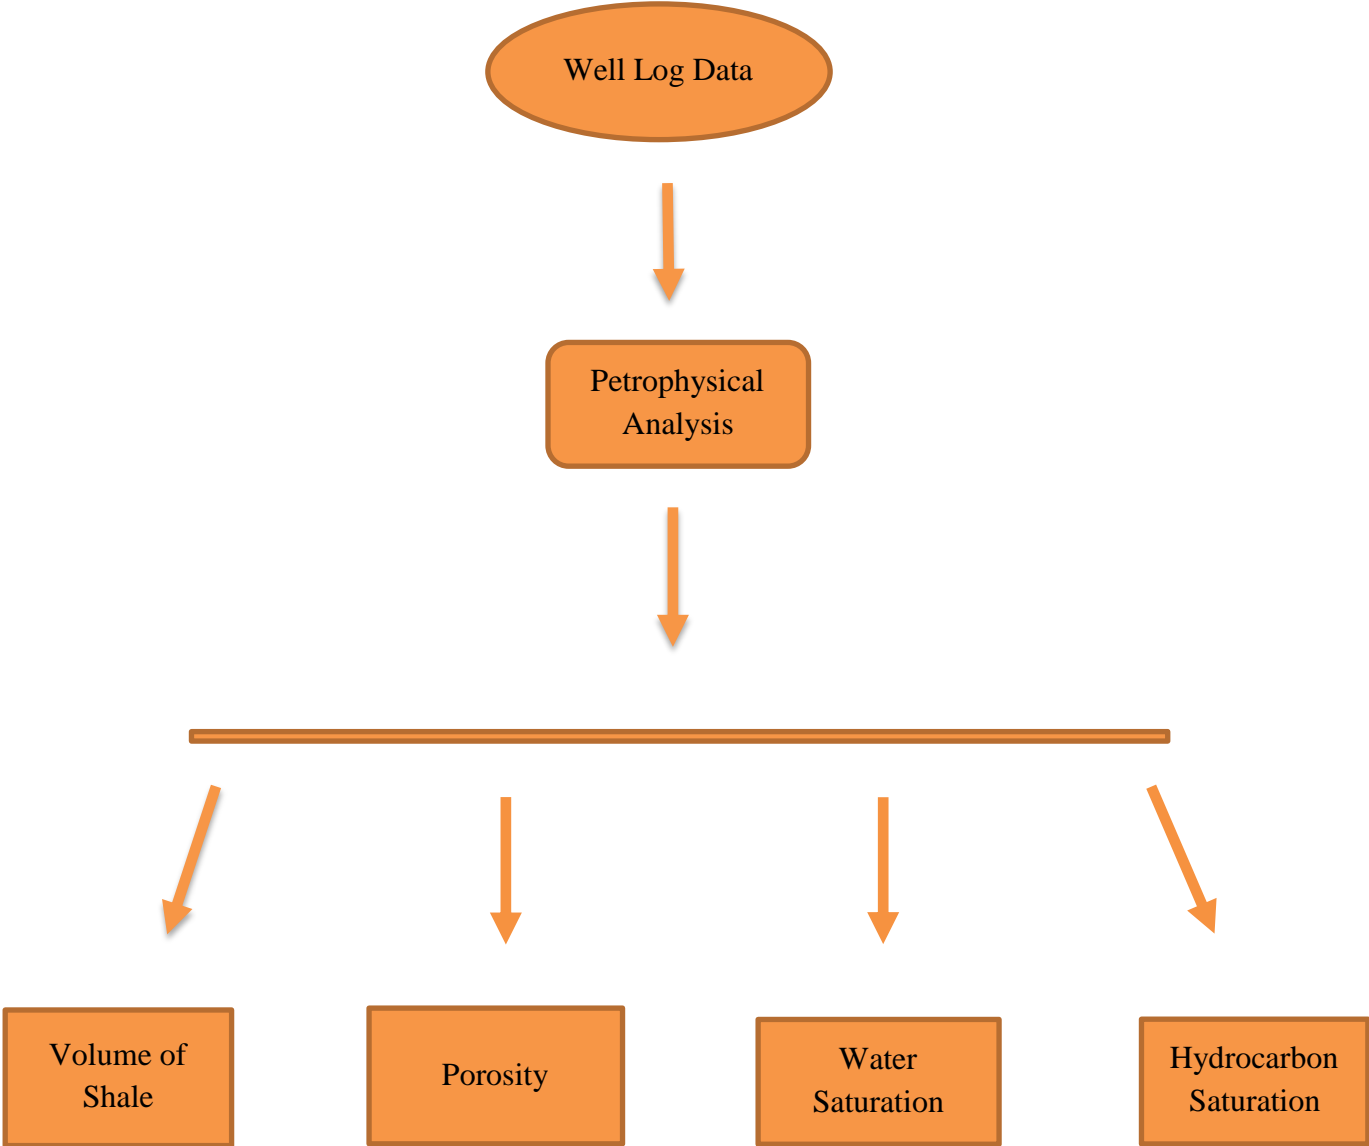 Well Log Data
Petrophysical
Analysis
Volume of
Shale
Porosity
Water
Saturation
Hydrocarbon
Saturation